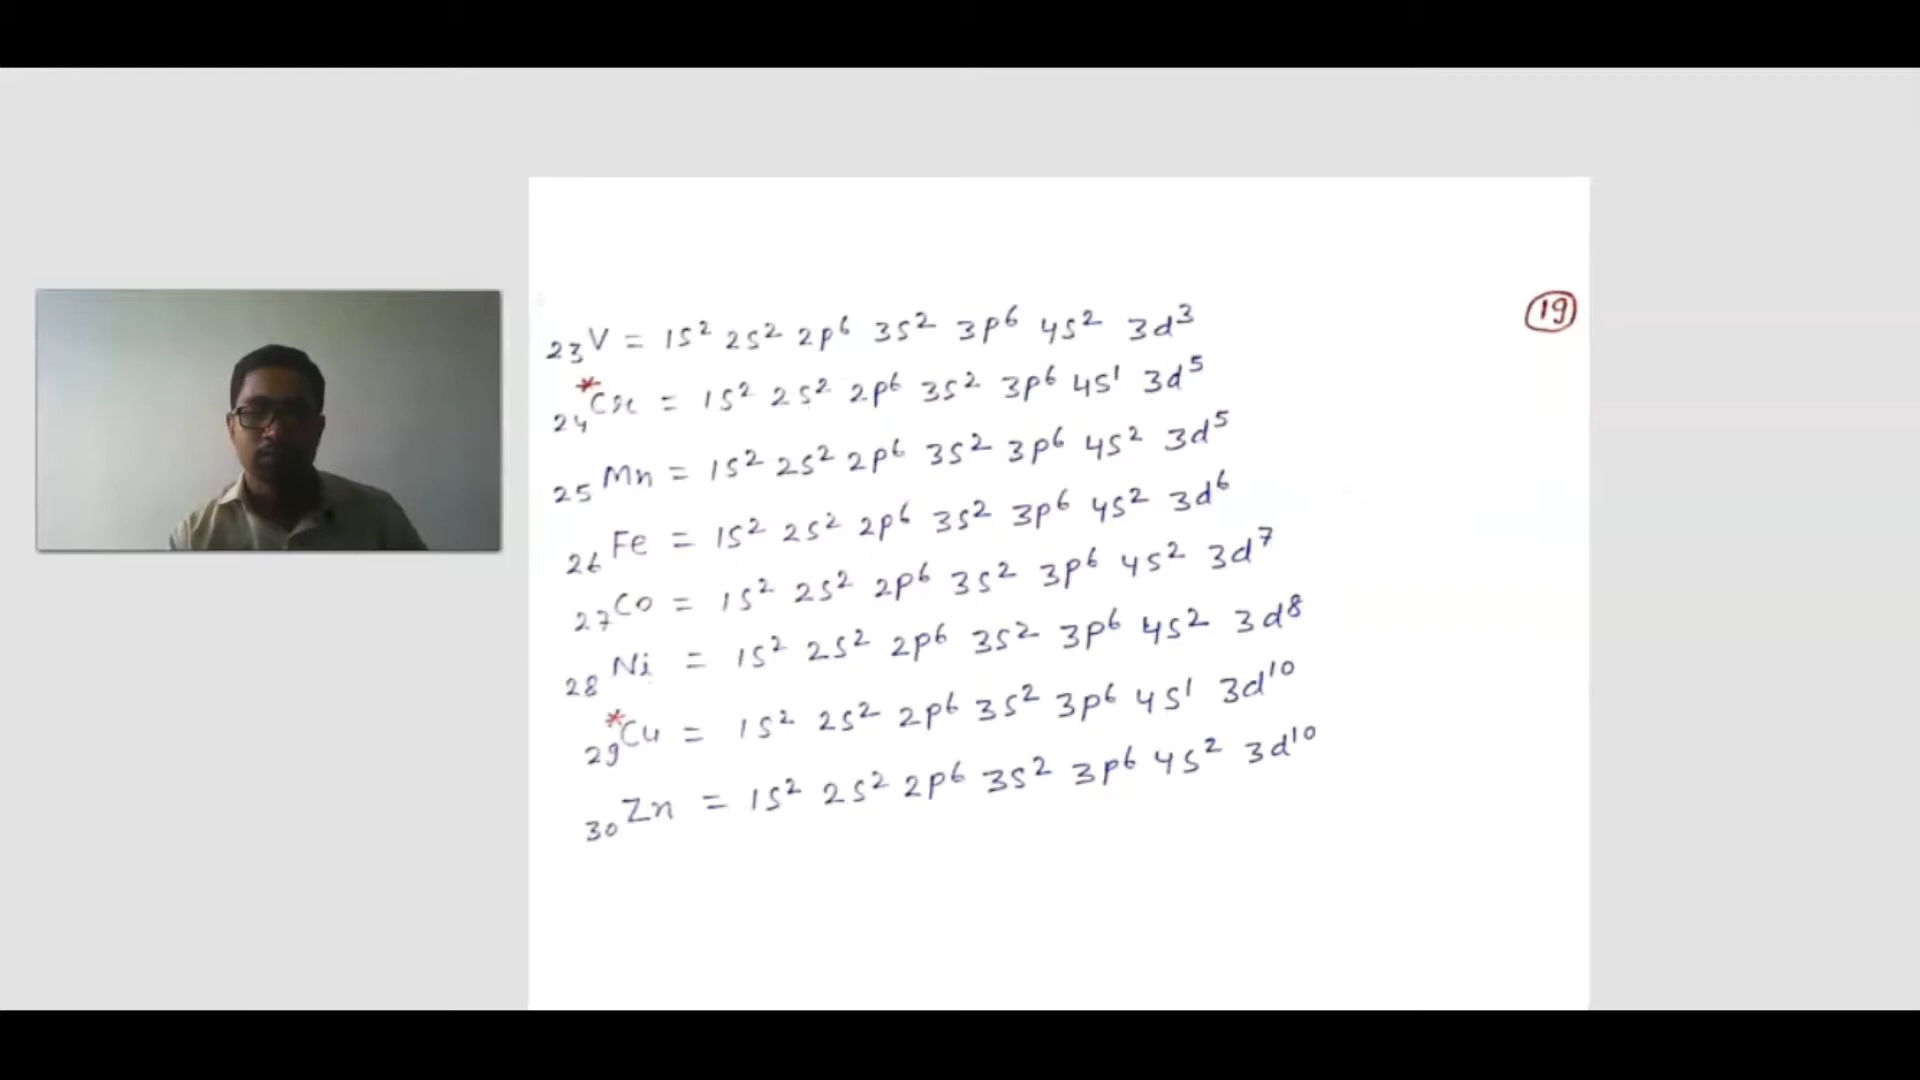 19
₂₃V = 1s² 2s² 2p⁶ 3s² 3p⁶ 4s² 3d³
*
₂₄Cr = 1s² 2s² 2p⁶ 3s² 3p⁶ 4s¹ 3d⁵
₂₅Mn = 1s² 2s² 2p⁶ 3s² 3p⁶ 4s² 3d⁵
₂₆Fe = 1s² 2s² 2p⁶ 3s² 3p⁶ 4s² 3d⁶
₂₇Co = 1s² 2s² 2p⁶ 3s² 3p⁶ 4s² 3d⁷
₂₈Ni = 1s² 2s² 2p⁶ 3s² 3p⁶ 4s² 3d⁸
*
₂₉Cu = 1s² 2s² 2p⁶ 3s² 3p⁶ 4s¹ 3d¹⁰
₃₀Zn = 1s² 2s² 2p⁶ 3s² 3p⁶ 4s² 3d¹⁰